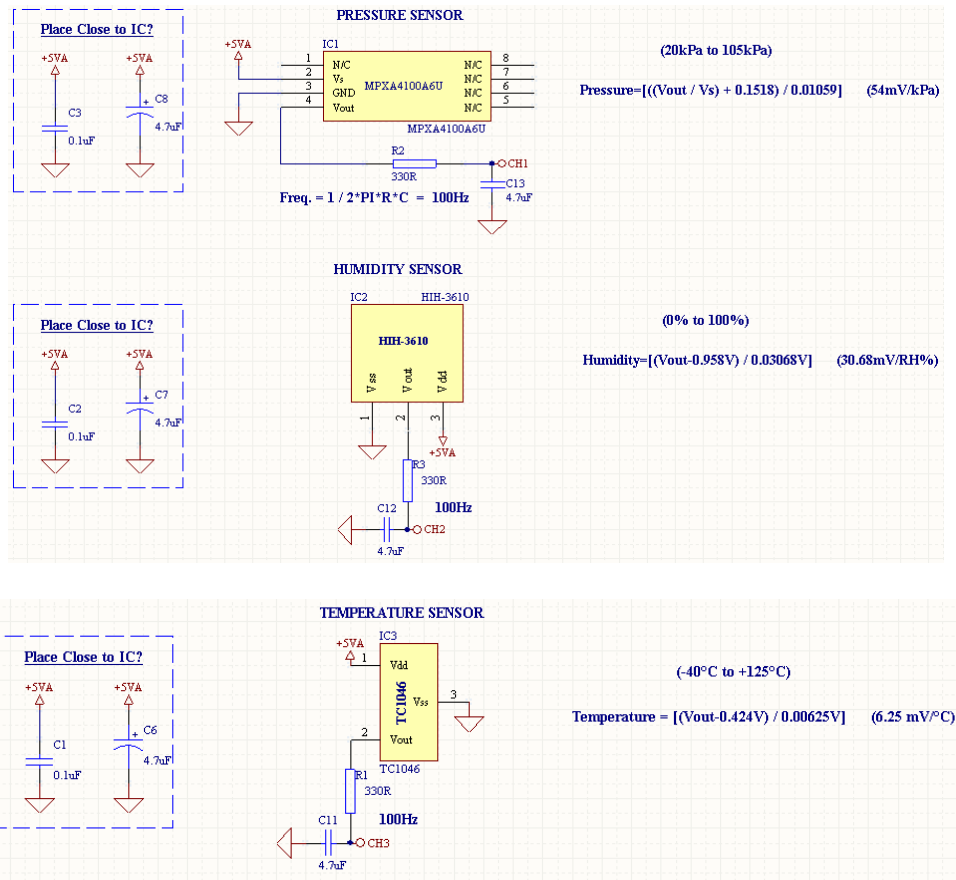 PRESSURE SENSOR
Place Close to IC?
+5VA
+5VA
C3
0.1uF
C8
+
4.7uF
+5VA
IC1
1
2
3
4
N/C
Vs
GND
Vout
MPXA4100A6U
N/C
N/C
N/C
N/C
8
7
6
5
MPXA4100A6U
R2
330R
CH1
C13
4.7uF
Freq. = 1 / 2*PI*R*C = 100Hz
(20kPa to 105kPa)
Pressure=[((Vout / Vs) + 0.1518) / 0.01059] (54mV/kPa)
HUMIDITY SENSOR
Place Close to IC?
+5VA
+5VA
C2
0.1uF
C7
+
4.7uF
IC2
HIH-3610
HIH-3610
Vss
Vout
Vdd
1
2
3
+5VA
R3
330R
100Hz
C12
CH2
4.7uF
(0% to 100%)
Humidity=[(Vout-0.958V) / 0.03068V] (30.68mV/RH%)
TEMPERATURE SENSOR
Place Close to IC?
+5VA
+5VA
C1
0.1uF
C6
+
4.7uF
+5VA
IC3
1
Vdd
TC1046
Vss
3
2
Vout
TC1046
R1
330R
100Hz
C11
CH3
4.7uF
(-40°C to +125°C)
Temperature = [(Vout-0.424V) / 0.00625V] (6.25 mV/°C)